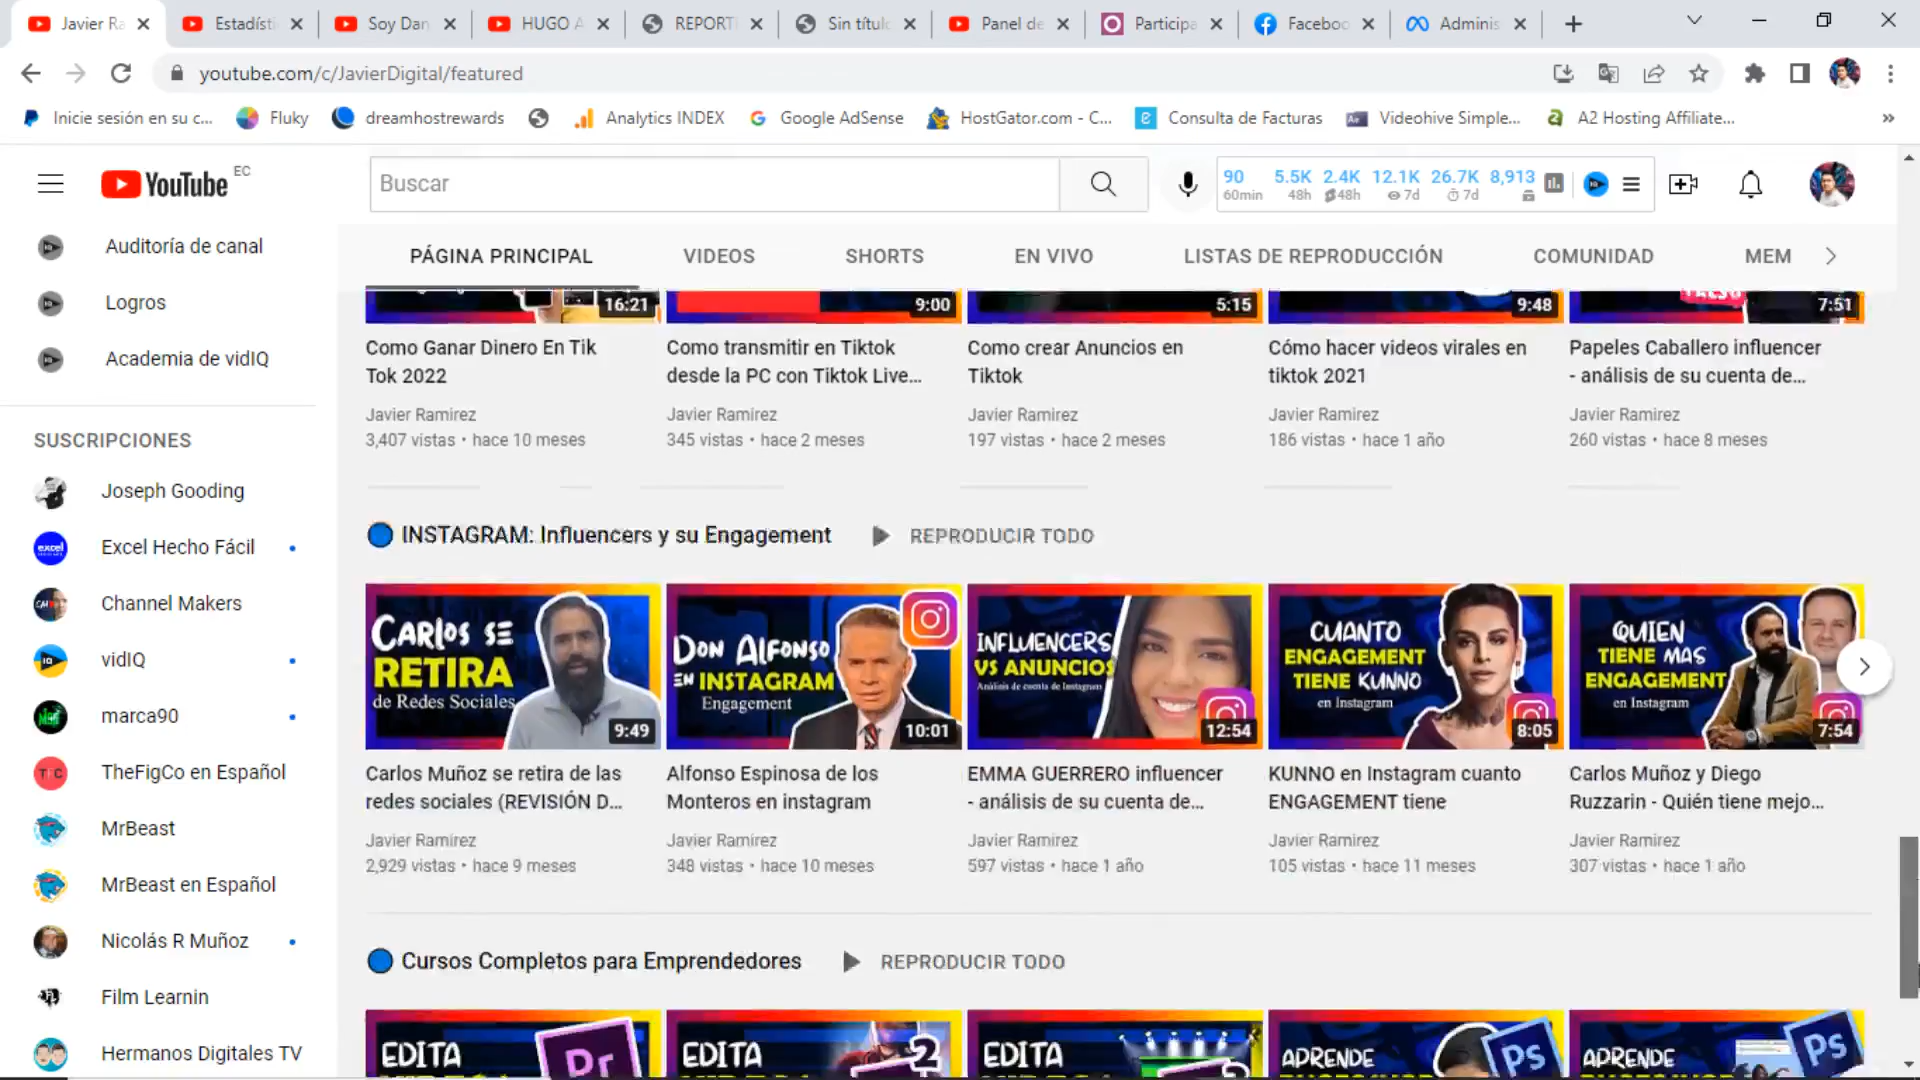 Javier Ra
Estadísti
Soy Dan
HUGO A
REPORT
Sin títul
Panel de
Participa
Faceboo
Adminis
youtube.com/c/JavierDigital/featured
Inicie sesión en su c...
Fluky
dreamhostrewards
Analytics INDEX
Google AdSense
HostGator.com - C...
Consulta de Facturas
Videohive Simple...
A2 Hosting Affiliate...
YouTube EC
Buscar
90 5.5K 2.4K 12.1K 26.7K 8,913
60min 48h 48h 7d 7d
Auditoría de canal
Logros
Academia de vidIQ
SUSCRIPCIONES
Joseph Gooding
Excel Hecho Fácil
Channel Makers
vidIQ
marca90
TheFigCo en Español
MrBeast
MrBeast en Español
Nicolás R Muñoz
Film Learnin
Hermanos Digitales TV
PÁGINA PRINCIPAL
VIDEOS
SHORTS
EN VIVO
LISTAS DE REPRODUCCIÓN
COMUNIDAD
MEM
16:21
9:00
5:15
9:48
7:51
Como Ganar Dinero En Tik
Tok 2022
Javier Ramirez
3,407 vistas • hace 10 meses
Como transmitir en Tiktok
desde la PC con Tiktok Live...
Javier Ramirez
345 vistas • hace 2 meses
Como crear Anuncios en
Tiktok
Javier Ramirez
197 vistas • hace 2 meses
Cómo hacer videos virales en
tiktok 2021
Javier Ramirez
186 vistas • hace 1 año
Papeles Caballero influencer
- análisis de su cuenta de...
Javier Ramirez
260 vistas • hace 8 meses
INSTAGRAM: Influencers y su Engagement
REPRODUCIR TODO
CARLOS SE
RETIRA
de Redes Sociales
9:49
DON ALFONSO
EN INSTAGRAM
Engagement
10:01
INFLUENCERS
VS ANUNCIOS
Análisis de cuenta de Instagram
12:54
CUANTO
ENGAGEMENT
TIENE KUNNO
en Instagram
8:05
QUIEN
TIENE MAS
ENGAGEMENT
en Instagram
7:54
Carlos Muñoz se retira de las
redes sociales (REVISIÓN D...
Javier Ramirez
2,929 vistas • hace 9 meses
Alfonso Espinosa de los
Monteros en instagram
Javier Ramirez
348 vistas • hace 10 meses
EMMA GUERRERO influencer
- análisis de su cuenta de...
Javier Ramirez
597 vistas • hace 1 año
KUNNO en Instagram cuanto
ENGAGEMENT tiene
Javier Ramirez
105 vistas • hace 11 meses
Carlos Muñoz y Diego
Ruzzarin - Quién tiene mejo...
Javier Ramirez
307 vistas • hace 1 año
Cursos Completos para Emprendedores
REPRODUCIR TODO
EDITA
Pr
EDITA
2
EDITA
APRENDE
Ps
APRENDE
Ps